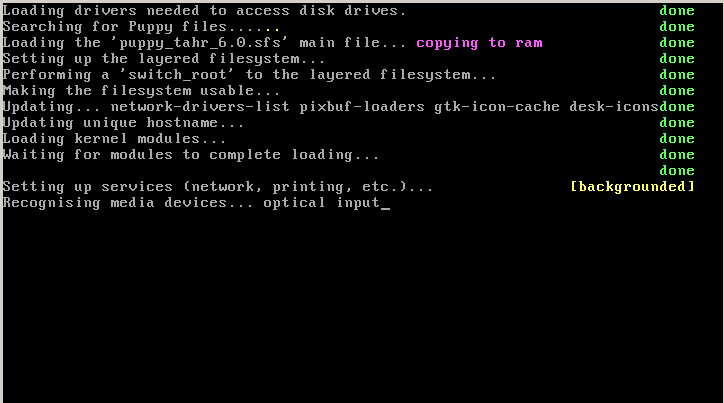 Loading drivers needed to access disk drives. done
Searching for Puppy files...... done
Loading the 'puppy_tahr_6.0.sfs' main file... copying to ram done
Setting up the layered filesystem... done
Performing a 'switch_root' to the layered filesystem... done
Making the filesystem usable... done
Updating... network-drivers-list pixbuf-loaders gtk-icon-cache desk-iconsdone
Updating unique hostname... done
Loading kernel modules... done
Waiting for modules to complete loading... done
done
Setting up services (network, printing, etc.)... [backgrounded]
Recognising media devices... optical input_